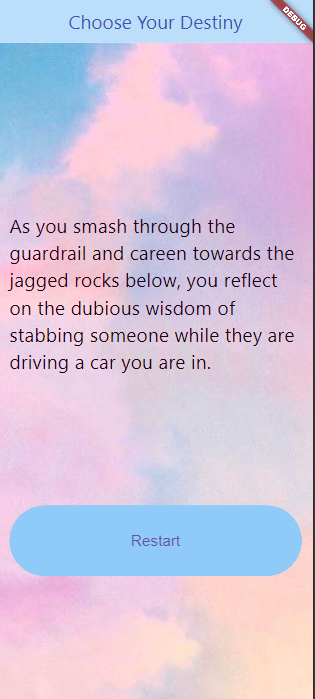 Choose Your Destiny
DEBUG
As you smash through the
guardrail and careen towards the
jagged rocks below, you reflect
on the dubious wisdom of
stabbing someone while they are
driving a car you are in.
Restart